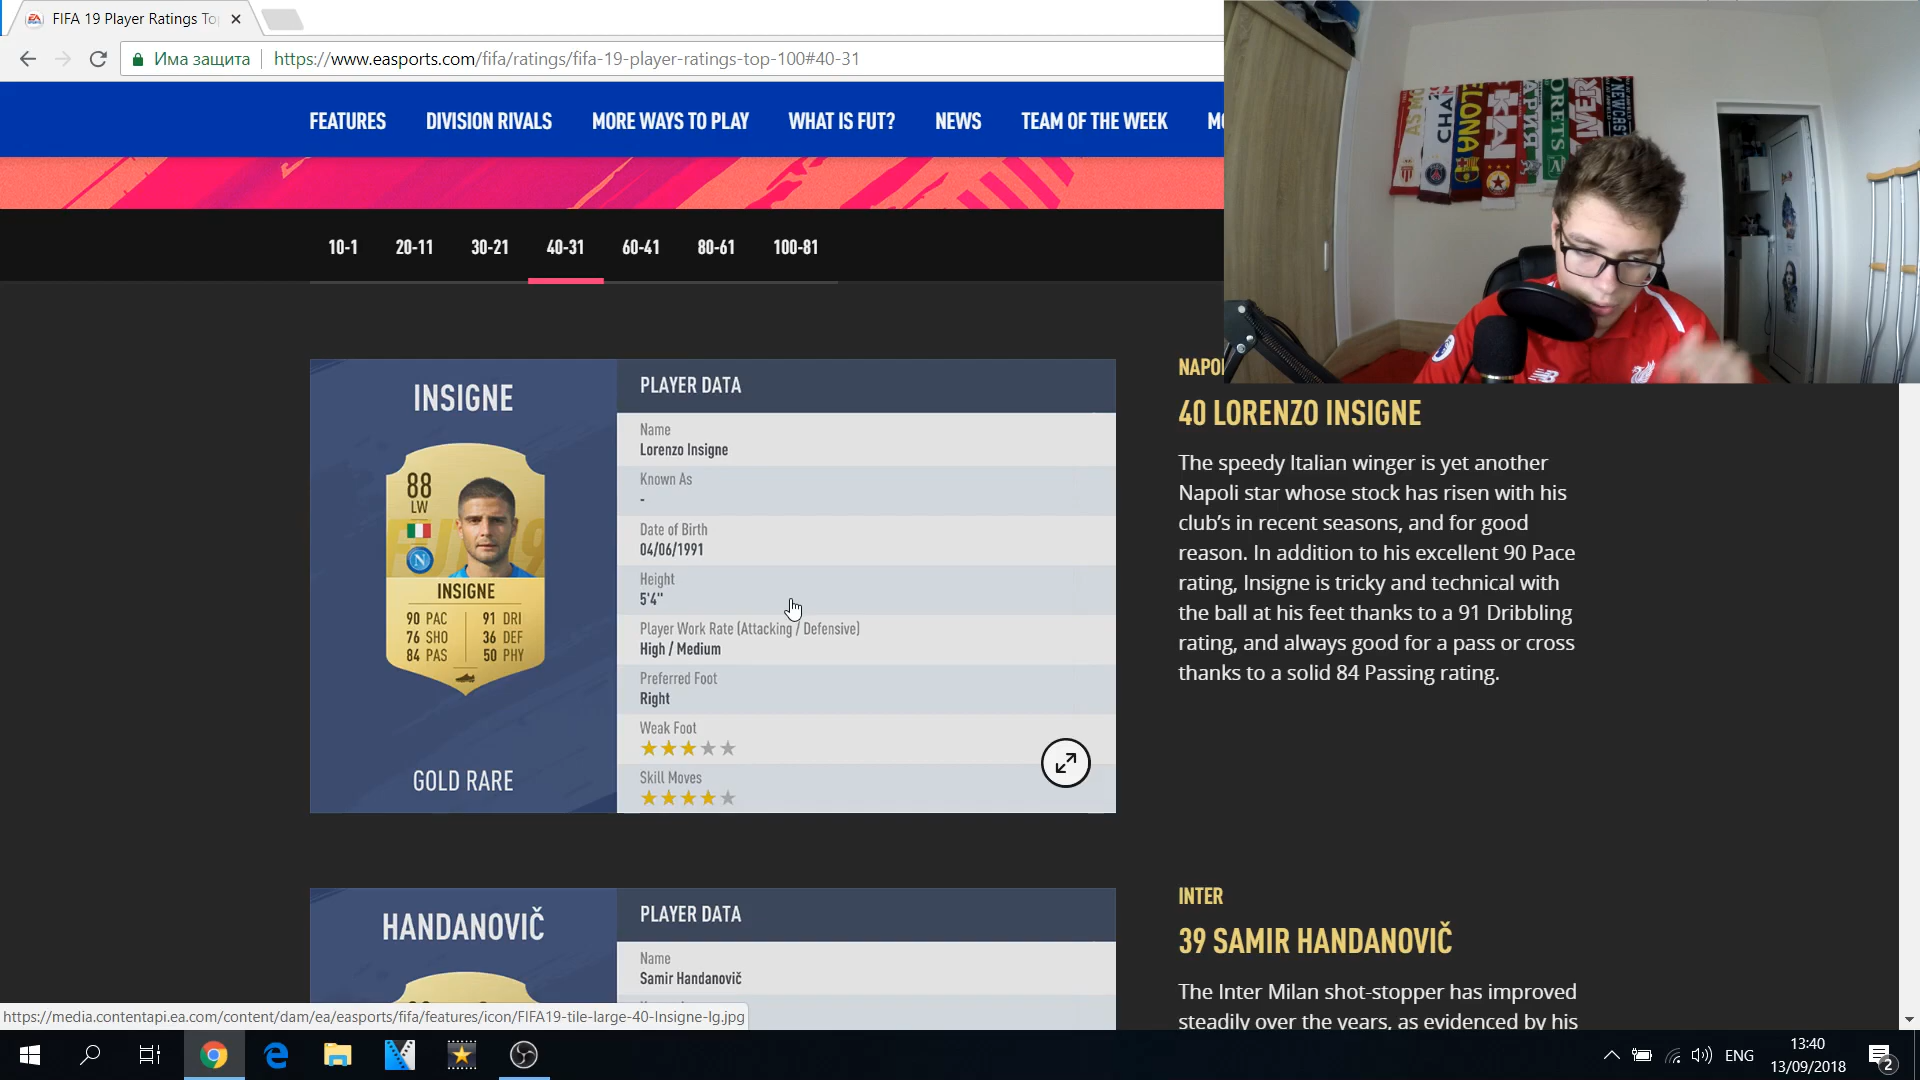 FIFA 19 Player Ratings To
Има защита
https://www.easports.com/fifa/ratings/fifa-19-player-ratings-top-100#40-31
FEATURES
DIVISION RIVALS
MORE WAYS TO PLAY
WHAT IS FUT?
NEWS
TEAM OF THE WEEK
10-1
20-11
30-21
40-31
60-41
80-61
100-81
INSIGNE
88
LW
INSIGNE
90 PAC 91 DRI
76 SHO 36 DEF
84 PAS 50 PHY
GOLD RARE
PLAYER DATA
Name
Lorenzo Insigne
Known As
-
Date of Birth
04/06/1991
Height
5'4"
Player Work Rate (Attacking / Defensive)
High / Medium
Preferred Foot
Right
Weak Foot
Skill Moves
40 LORENZO INSIGNE
The speedy Italian winger is yet another
Napoli star whose stock has risen with his
club's in recent seasons, and for good
reason. In addition to his excellent 90 Pace
rating, Insigne is tricky and technical with
the ball at his feet thanks to a 91 Dribbling
rating, and always good for a pass or cross
thanks to a solid 84 Passing rating.
HANDANOVIČ
PLAYER DATA
Name
Samir Handanovič
INTER
39 SAMIR HANDANOVIČ
The Inter Milan shot-stopper has improved
steadily over the years, as evidenced by his
https://media.contentapi.ea.com/content/dam/ea/easports/fifa/features/icon/FIFA19-tile-large-40-Insigne-lg.jpg
ENG
13:40
13/09/2018
2